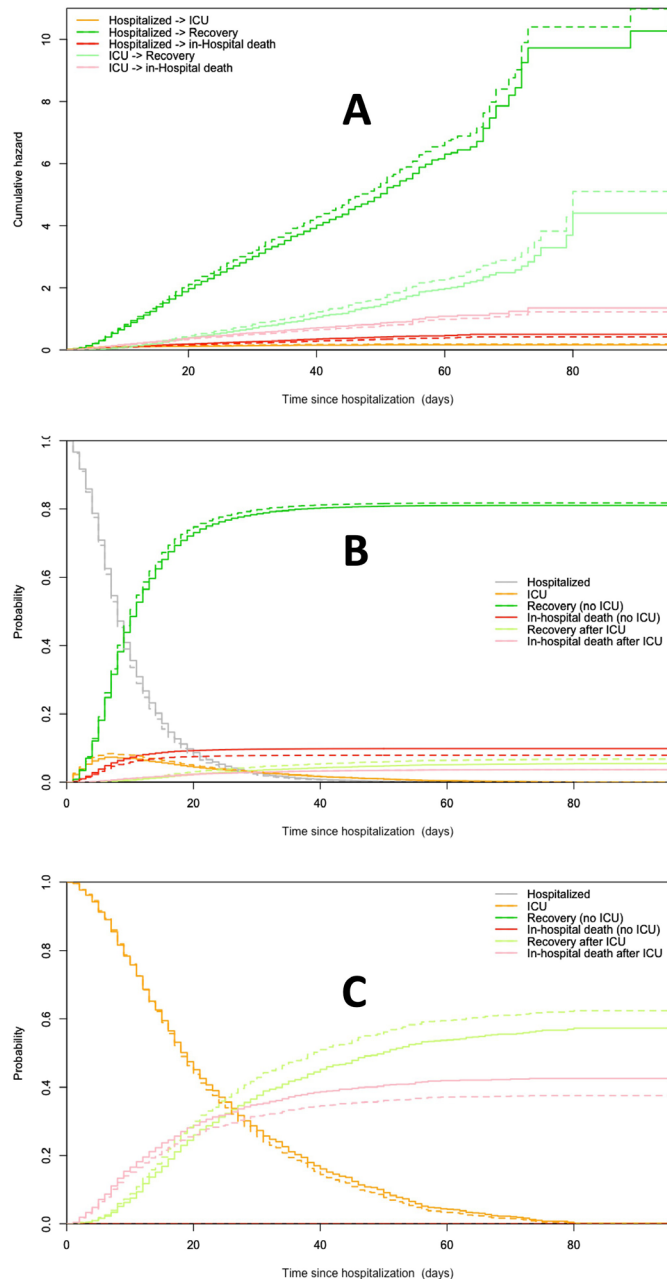 Hospitalized -> ICU
Hospitalized -> Recovery
Hospitalized -> in-Hospital death
ICU -> Recovery
ICU -> in-Hospital death
A
10
8
6
4
2
0
Cumulative hazard
20 40 60 80
Time since hospitalization (days)
1.0
0.8
0.6
0.4
0.2
0.0
Probability
B
Hospitalized
ICU
Recovery (no ICU)
In-hospital death (no ICU)
Recovery after ICU
In-hospital death after ICU
0 20 40 60 80
Time since hospitalization (days)
1.0
0.8
0.6
0.4
0.2
0.0
Probability
C
Hospitalized
ICU
Recovery (no ICU)
In-hospital death (no ICU)
Recovery after ICU
In-hospital death after ICU
0 20 40 60 80
Time since hospitalization (days)